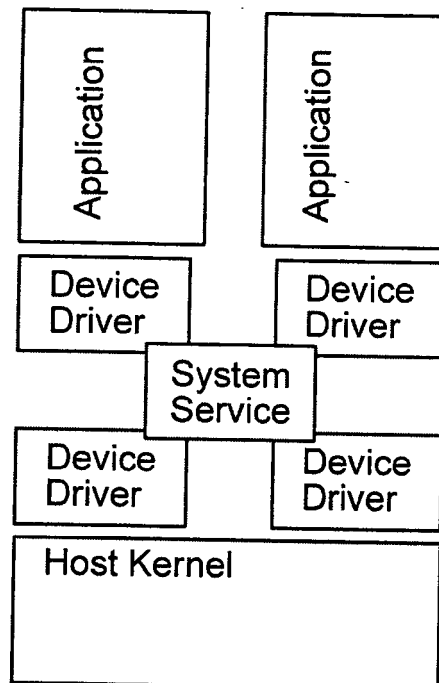 Application
Application
Device
Driver
Device
Driver
System
Service
Device
Driver
Device
Driver
Host Kernel